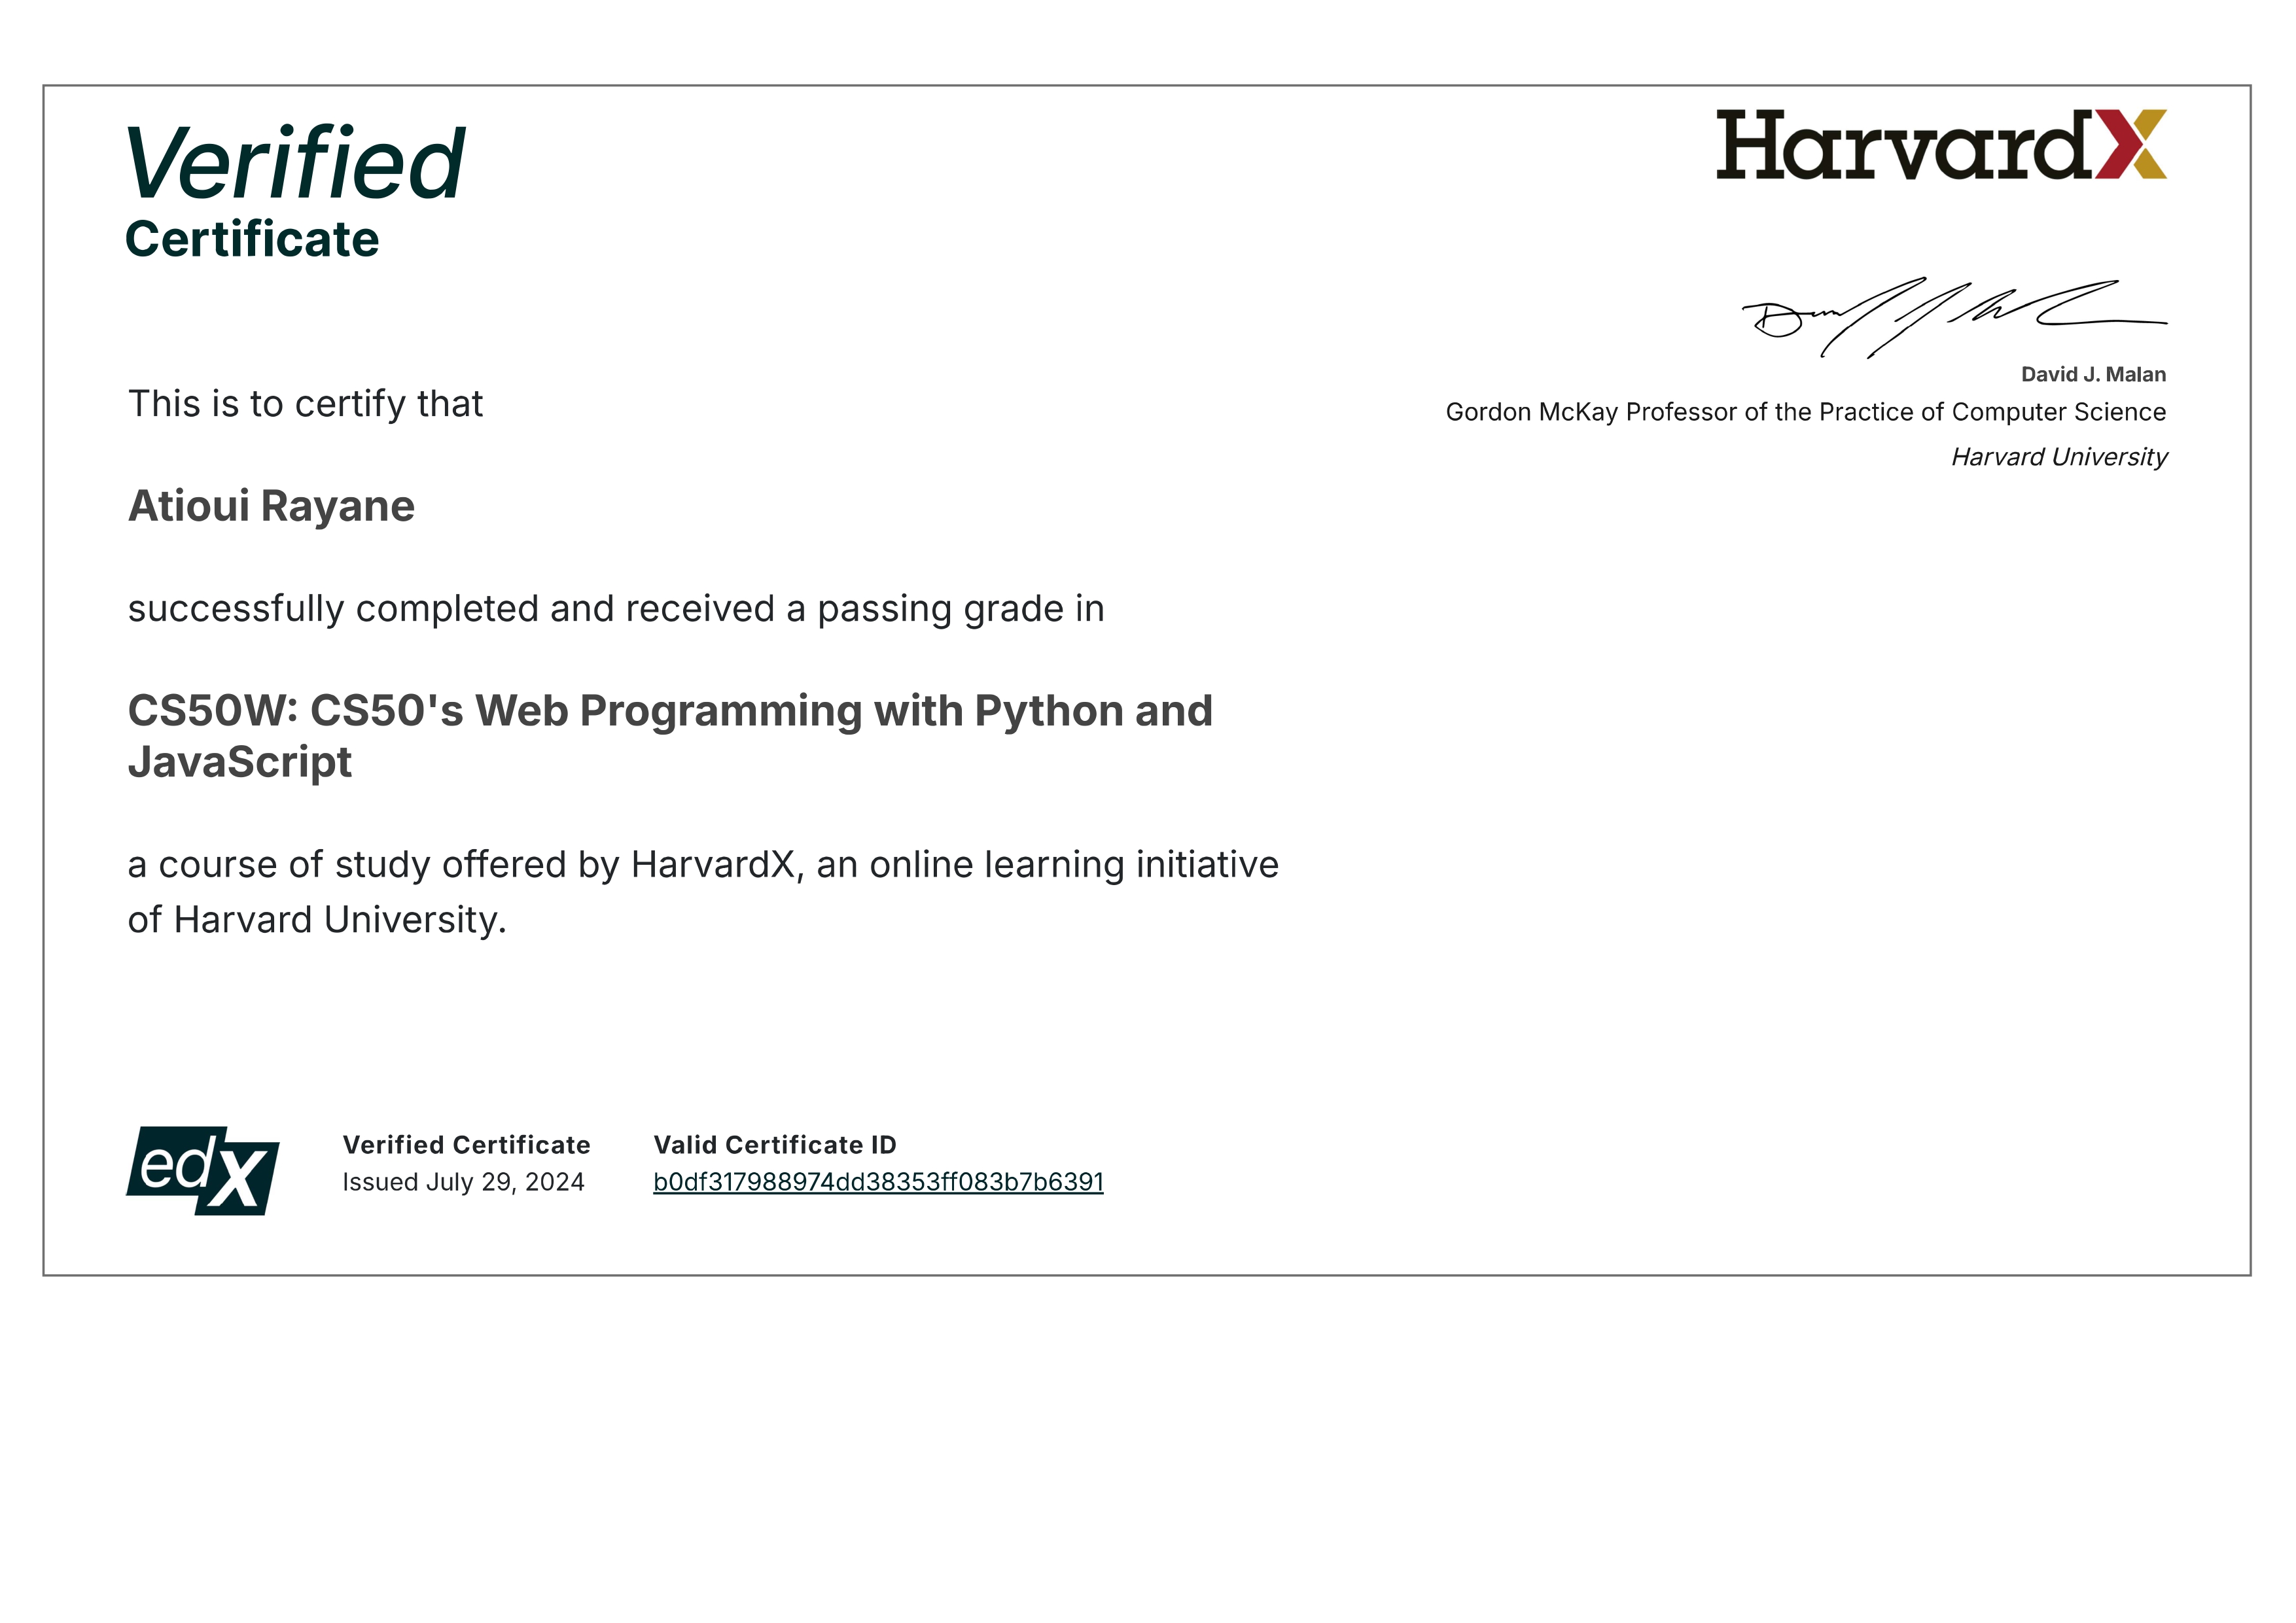 Verified
Certificate
HarvardX
David J. Malan
Gordon McKay Professor of the Practice of Computer Science
Harvard University
This is to certify that
Atioui Rayane
successfully completed and received a passing grade in
CS50W: CS50's Web Programming with Python and
JavaScript
a course of study offered by HarvardX, an online learning initiative
of Harvard University.
edX
Verified Certificate
Issued July 29, 2024
Valid Certificate ID
b0df317988974dd38353ff083b7b6391